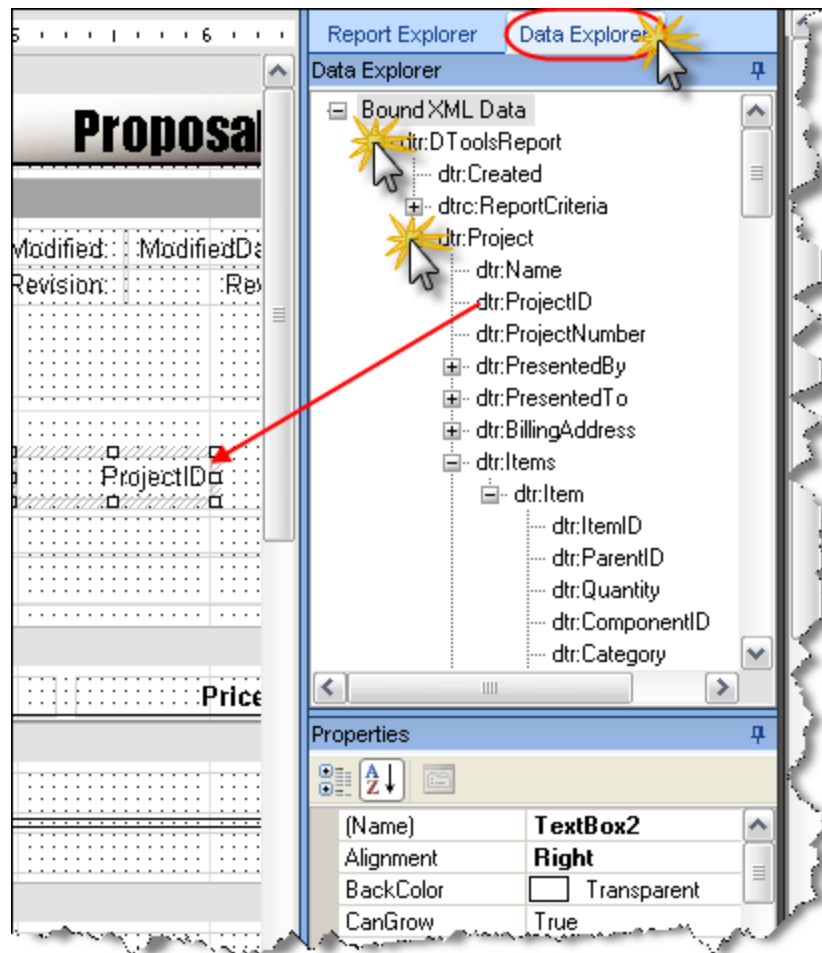 5 6
Proposal
Modified: ModifiedDa
Revision: Rev
ProjectID
Price
Report Explorer Data Explorer
Data Explorer
Bound XML Data
dtr:DToolsReport
dtr:Created
dtrc:ReportCriteria
dtr:Project
dtr:Name
dtr:ProjectID
dtr:ProjectNumber
dtr:PresentedBy
dtr:PresentedTo
dtr:BillingAddress
dtr:Items
dtr:Item
dtr:ItemID
dtr:ParentID
dtr:Quantity
dtr:ComponentID
dtr:Category
Properties
(Name) TextBox2
Alignment Right
BackColor Transparent
CanGrow True